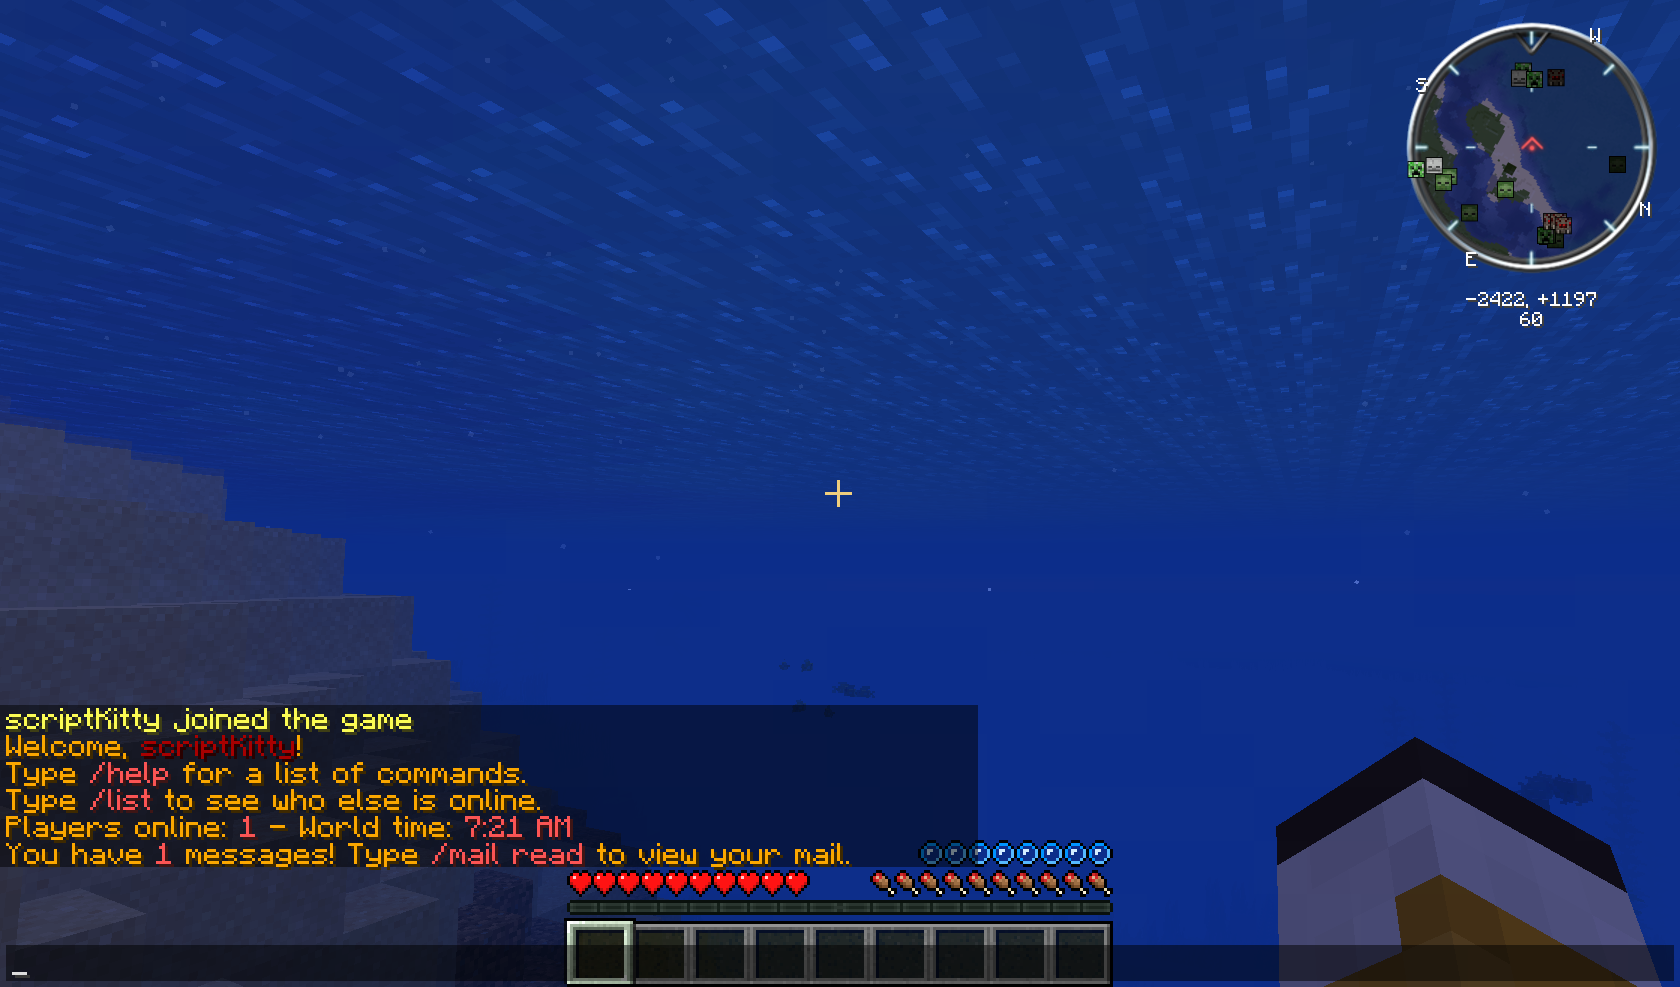 W
S
N
E
-2422, +1197
60
scriptKitty joined the game
Welcome, scriptKitty!
Type /help for a list of commands.
Type /list to see who else is online.
Players online: 1 - World time: 7:21 AM
You have 1 messages! Type /mail read to view your mail.
_